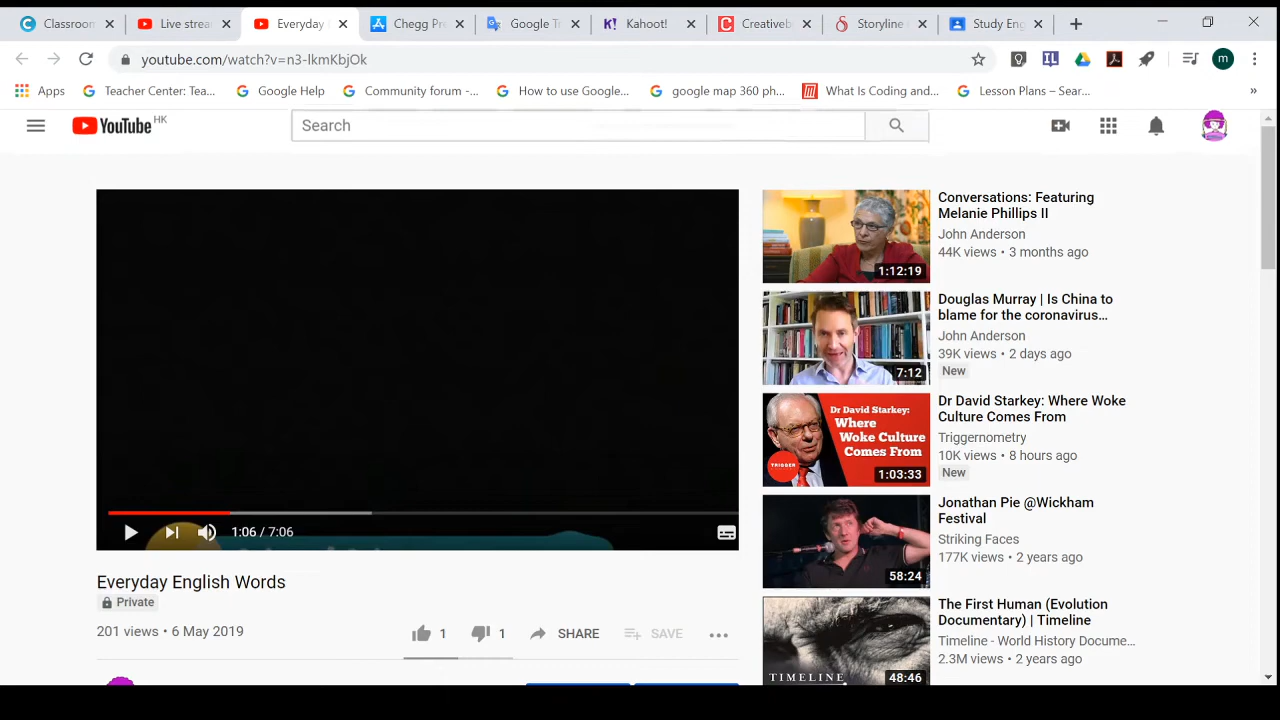 Classroom
Live strea
Everyday
Chegg Pre
Google T
Kahoot!
Creativeb
Storyline
Study Eng
youtube.com/watch?v=n3-lkmKbjOk
m
Apps
Teacher Center: Tea...
Google Help
Community forum -...
How to use Google...
google map 360 ph...
What Is Coding and...
Lesson Plans – Sear...
YouTube HK
Search
1:06 / 7:06
Everyday English Words
Private
201 views • 6 May 2019
1
1
SHARE
SAVE
1:12:19
Conversations: Featuring
Melanie Phillips II
John Anderson
44K views • 3 months ago
7:12
Douglas Murray | Is China to
blame for the coronavirus...
John Anderson
39K views • 2 days ago
New
Dr David Starkey:
Where
Woke Culture
Comes From
TRIGGER
1:03:33
Dr David Starkey: Where Woke
Culture Comes From
Triggernometry
10K views • 8 hours ago
New
58:24
Jonathan Pie @Wickham
Festival
Striking Faces
177K views • 2 years ago
TIMELINE
48:46
The First Human (Evolution
Documentary) | Timeline
Timeline - World History Docume...
2.3M views • 2 years ago